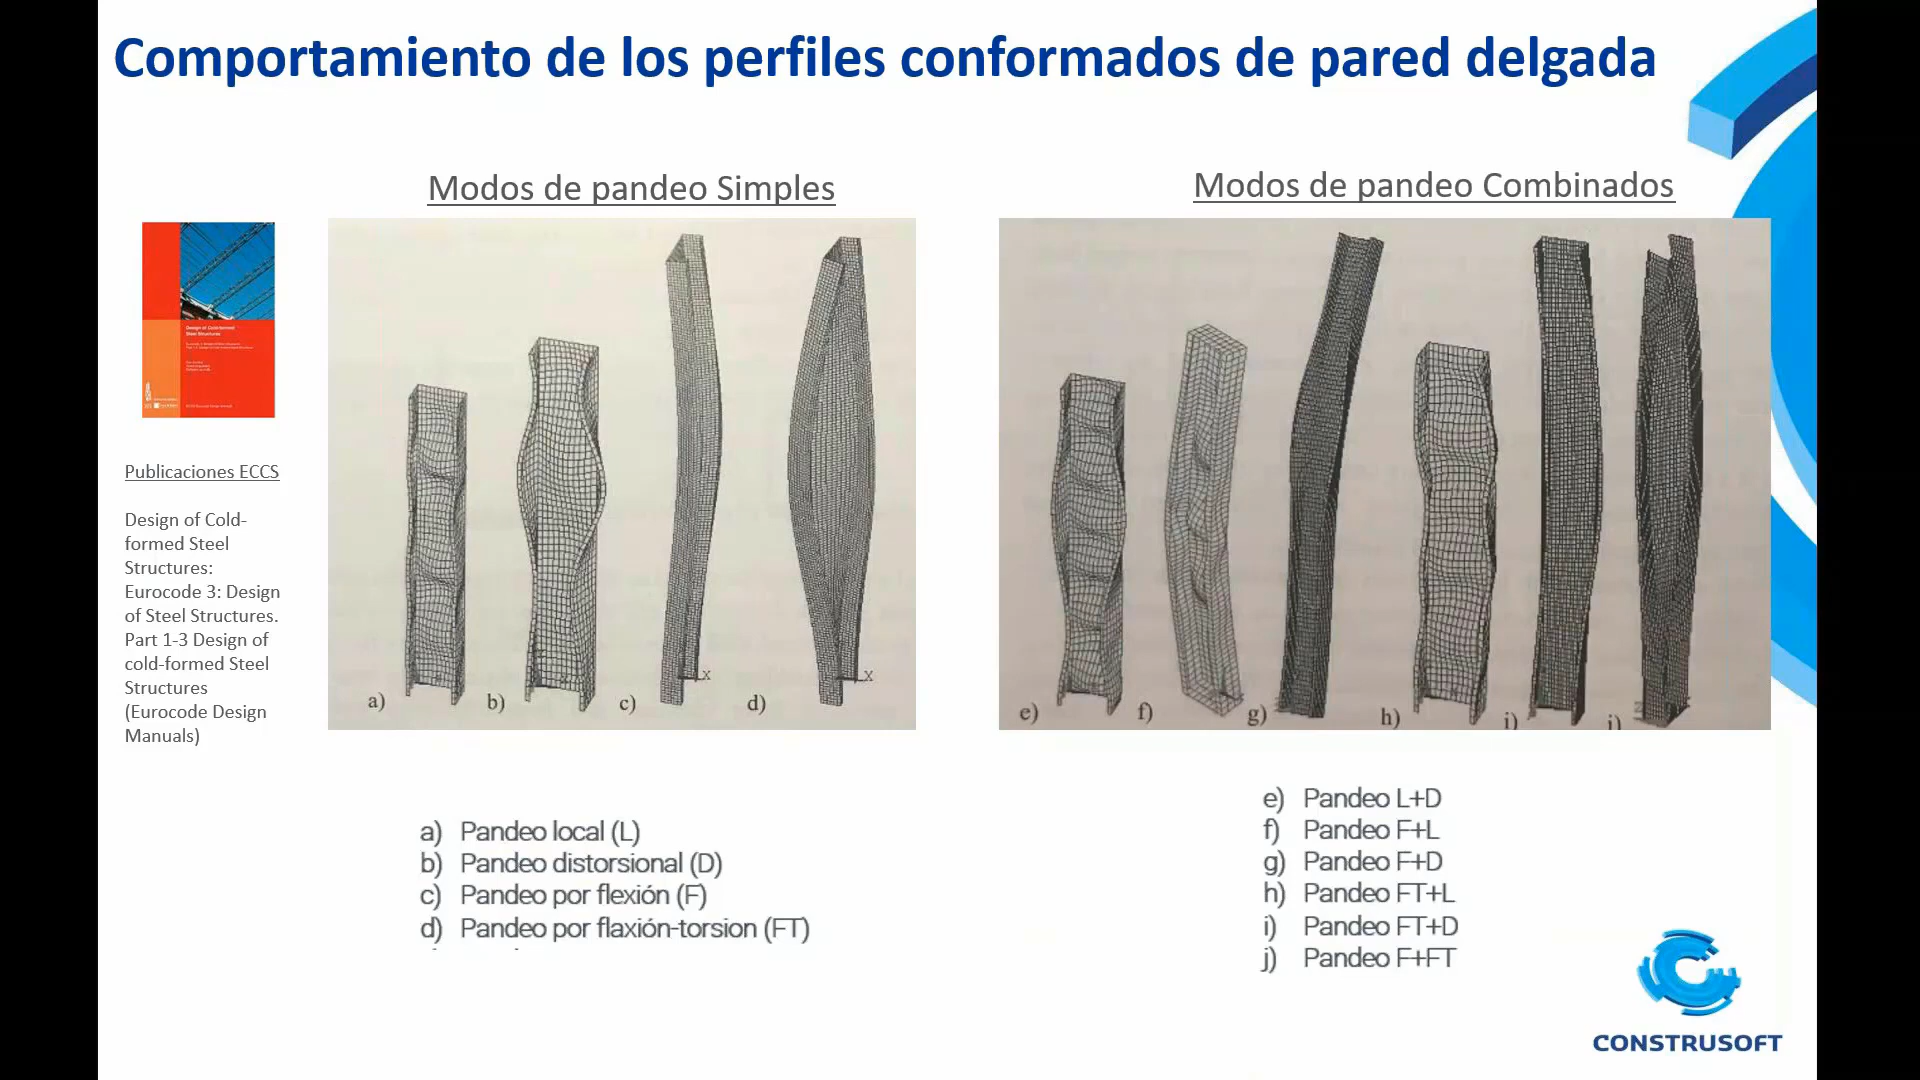 Comportamiento de los perfiles conformados de pared delgada
Modos de pandeo Simples
Modos de pandeo Combinados
Publicaciones ECCS
Design of Cold-
formed Steel
Structures:
Eurocode 3: Design
of Steel Structures.
Part 1-3 Design of
cold-formed Steel
Structures
(Eurocode Design
Manuals)
x
x
a)
b)
c)
d)
e)
f)
g)
h)
i)
j)
a) Pandeo local (L)
b) Pandeo distorsional (D)
c) Pandeo por flexión (F)
d) Pandeo por flaxión-torsion (FT)
e) Pandeo L+D
f) Pandeo F+L
g) Pandeo F+D
h) Pandeo FT+L
i) Pandeo FT+D
j) Pandeo F+FT
CONSTRUSOFT